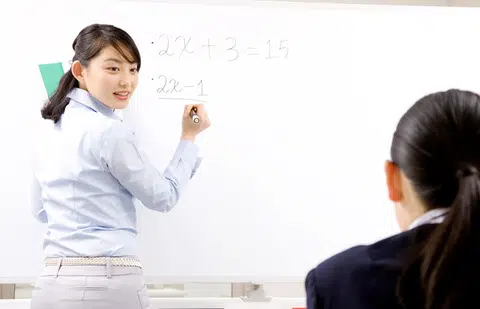 · 2x + 3 = 15
· 2x - 1